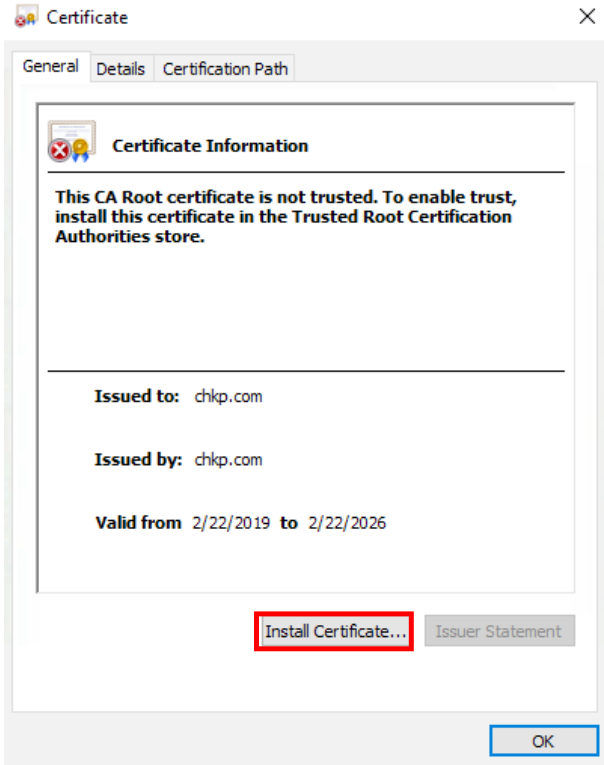 Certificate
General Details Certification Path
Certificate Information
This CA Root certificate is not trusted. To enable trust,
install this certificate in the Trusted Root Certification
Authorities store.
Issued to: chkp.com
Issued by: chkp.com
Valid from 2/22/2019 to 2/22/2026
Install Certificate... Issuer Statement
OK